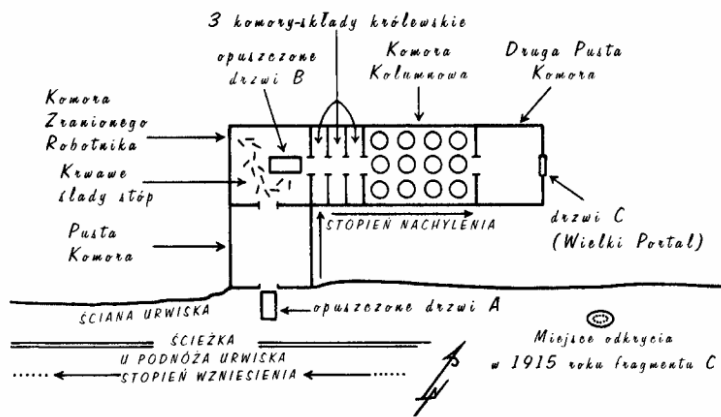 3 komory-składy królewskie
opuszczone
drzwi B
Komora
Kolumnowa
Druga Pusta
Komora
Komora
Zranionego
Robotnika
Krwawe
ślady stóp
Pusta
Komora
STOPIEŃ NACHYLENIA
drzwi C
(Wielki Portal)
opuszczone drzwi A
ŚCIANA URWISKA
ŚCIEŻKA
U PODNÓŻA URWISKA
STOPIEŃ WZNIESIENIA
Miejsce odkrycia
w 1915 roku fragmentu C
N